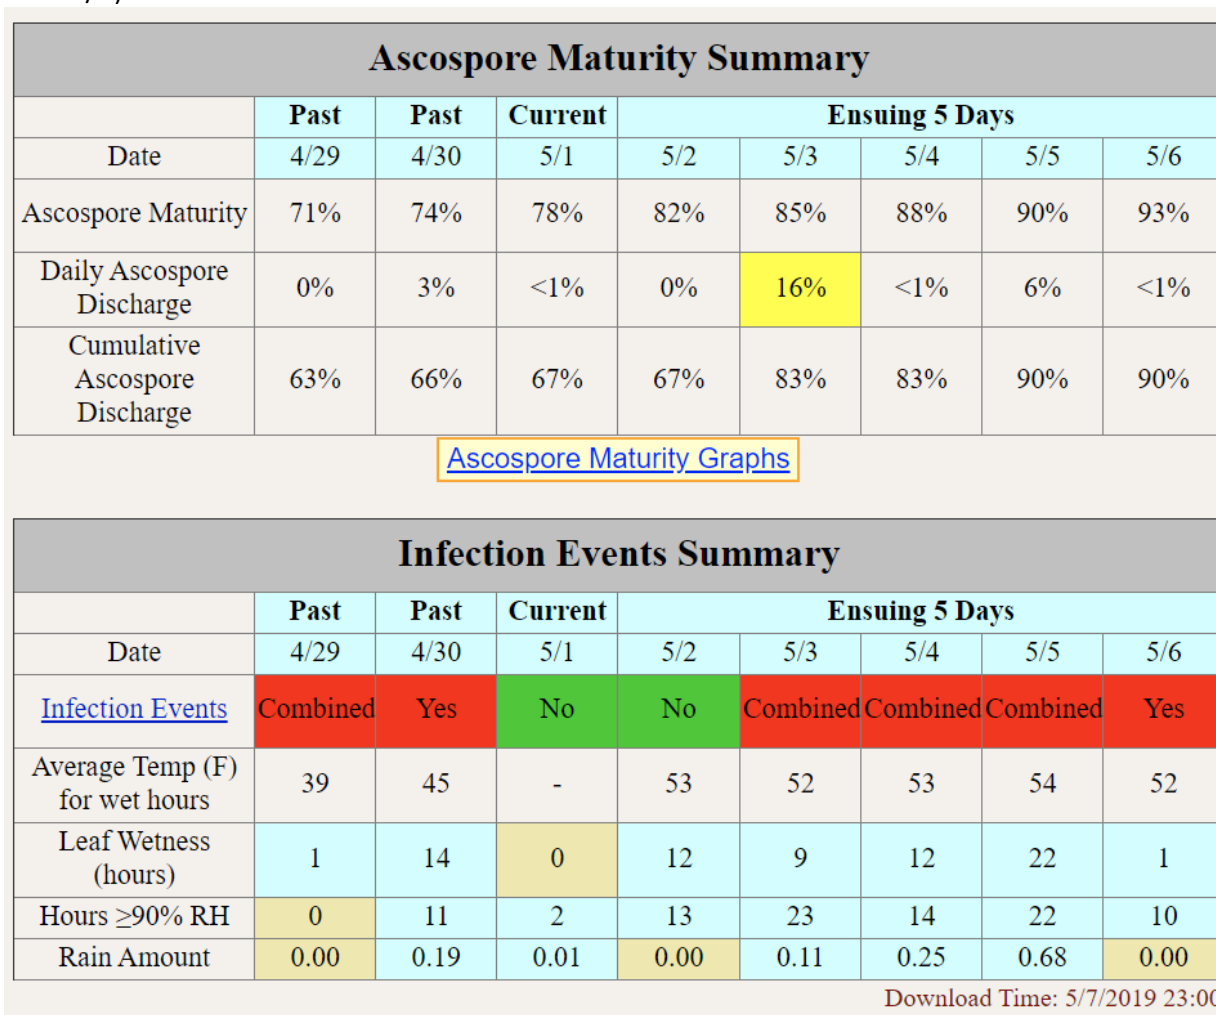 Ascospore Maturity Summary
Past Past Current Ensuing 5 Days
Date 4/29 4/30 5/1 5/2 5/3 5/4 5/5 5/6
Ascospore Maturity 71% 74% 78% 82% 85% 88% 90% 93%
Daily Ascospore
Discharge 0% 3% <1% 0% 16% <1% 6% <1%
Cumulative
Ascospore
Discharge 63% 66% 67% 67% 83% 83% 90% 90%
Ascospore Maturity Graphs
Infection Events Summary
Past Past Current Ensuing 5 Days
Date 4/29 4/30 5/1 5/2 5/3 5/4 5/5 5/6
Infection Events Combined Yes No No Combined Combined Combined Yes
Average Temp (F)
for wet hours 39 45 - 53 52 53 54 52
Leaf Wetness
(hours) 1 14 0 12 9 12 22 1
Hours ≥90% RH 0 11 2 13 23 14 22 10
Rain Amount 0.00 0.19 0.01 0.00 0.11 0.25 0.68 0.00
Download Time: 5/7/2019 23:00